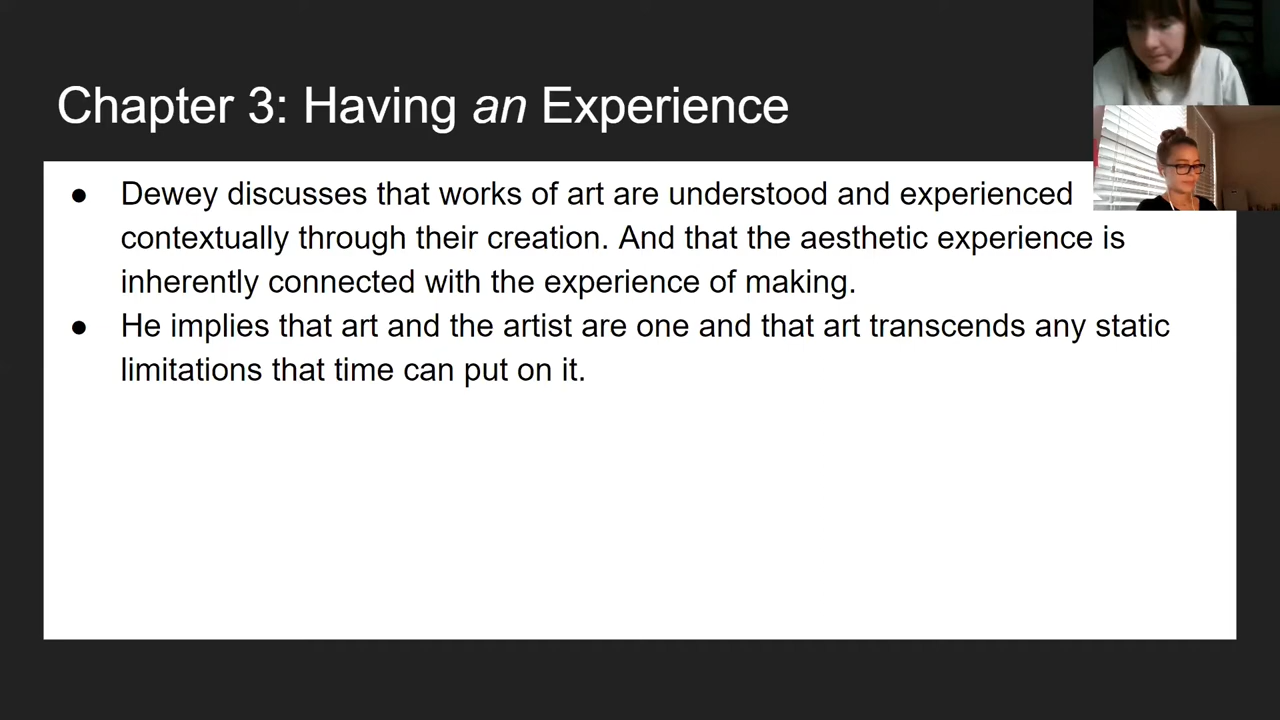 Chapter 3: Having an Experience
● Dewey discusses that works of art are understood and experienced
contextually through their creation. And that the aesthetic experience is
inherently connected with the experience of making.
● He implies that art and the artist are one and that art transcends any static
limitations that time can put on it.